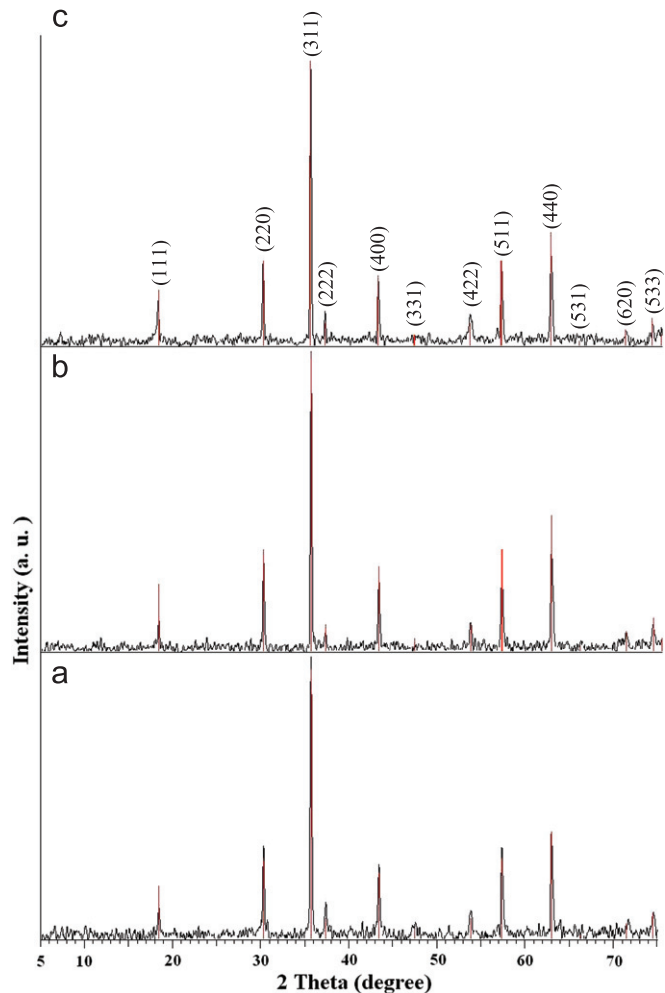 c
(111)
(220)
(311)
(222)
(400)
(331)
(422)
(511)
(440)
(531)
(620)
(533)
b
a
Intensity (a. u. )
5 10 20 30 40 50 60 70
2 Theta (degree)